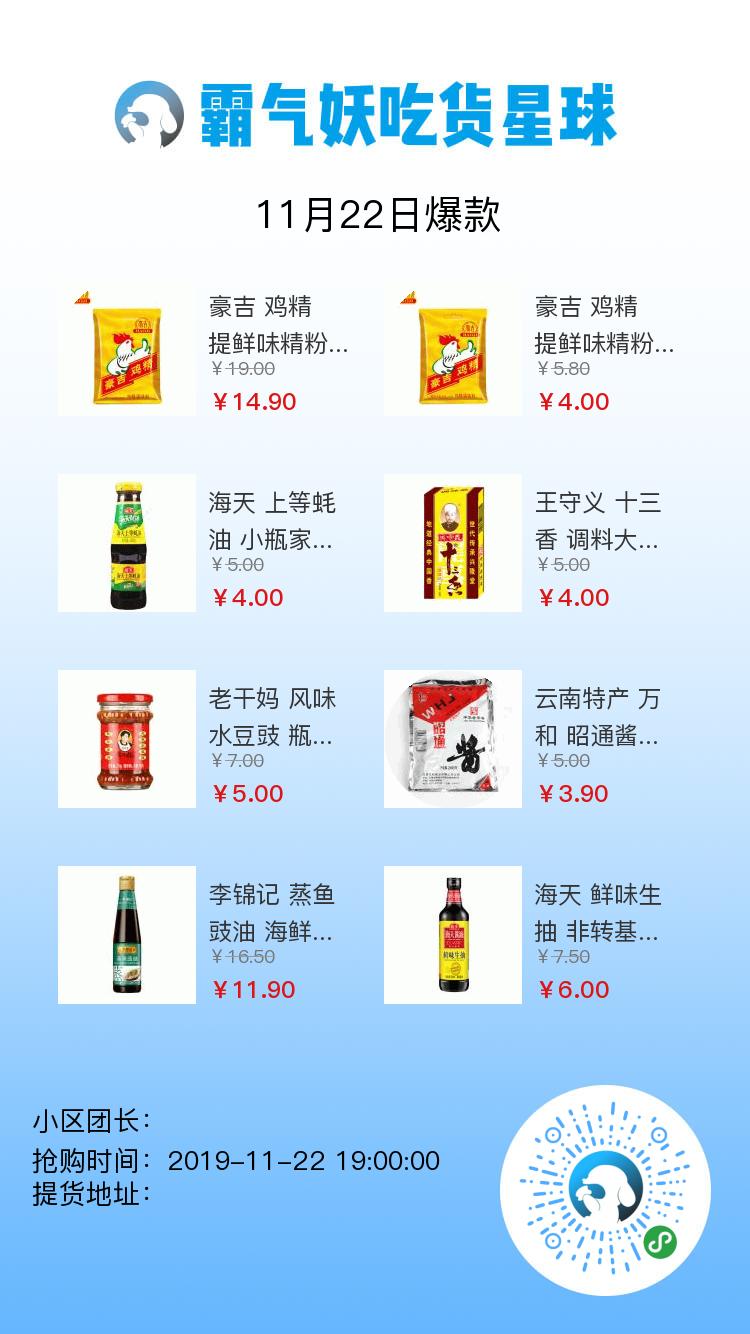 霸气妖吃货星球
11月22日爆款
豪吉 鸡精
提鲜味精粉...
￥19.00
￥14.90
豪吉 鸡精
提鲜味精粉...
￥5.80
￥4.00
海天 上等蚝
油 小瓶家...
￥5.00
￥4.00
王守义 十三
香 调料大...
￥5.00
￥4.00
老干妈 风味
水豆豉 瓶...
￥7.00
￥5.00
云南特产 万
和 昭通酱...
￥5.00
￥3.90
李锦记 蒸鱼
豉油 海鲜...
￥16.50
￥11.90
海天 鲜味生
抽 非转基...
￥7.50
￥6.00
小区团长：
抢购时间：2019-11-22 19:00:00
提货地址：